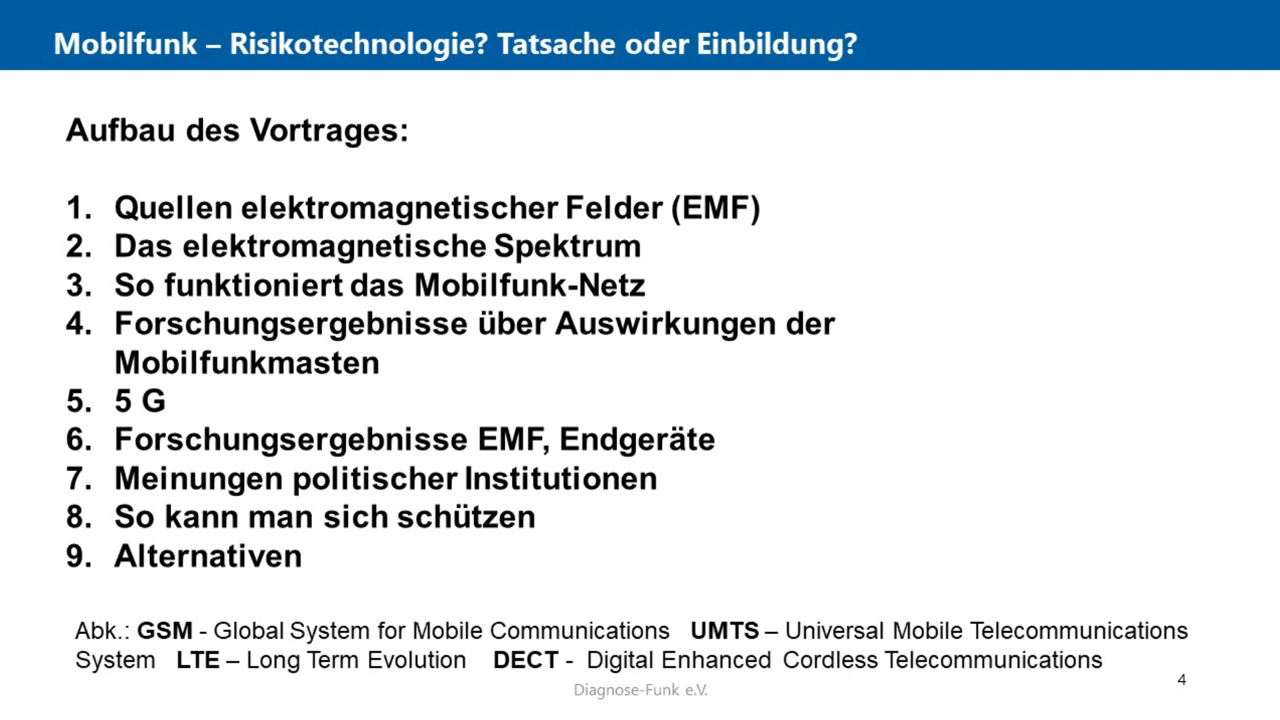 Mobilfunk – Risikotechnologie? Tatsache oder Einbildung?
Aufbau des Vortrages:
1. Quellen elektromagnetischer Felder (EMF)
2. Das elektromagnetische Spektrum
3. So funktioniert das Mobilfunk-Netz
4. Forschungsergebnisse über Auswirkungen der
Mobilfunkmasten
5. 5 G
6. Forschungsergebnisse EMF, Endgeräte
7. Meinungen politischer Institutionen
8. So kann man sich schützen
9. Alternativen
Abk.: GSM - Global System for Mobile Communications UMTS – Universal Mobile Telecommunications
System LTE – Long Term Evolution DECT - Digital Enhanced Cordless Telecommunications
Diagnose-Funk e.V.
4